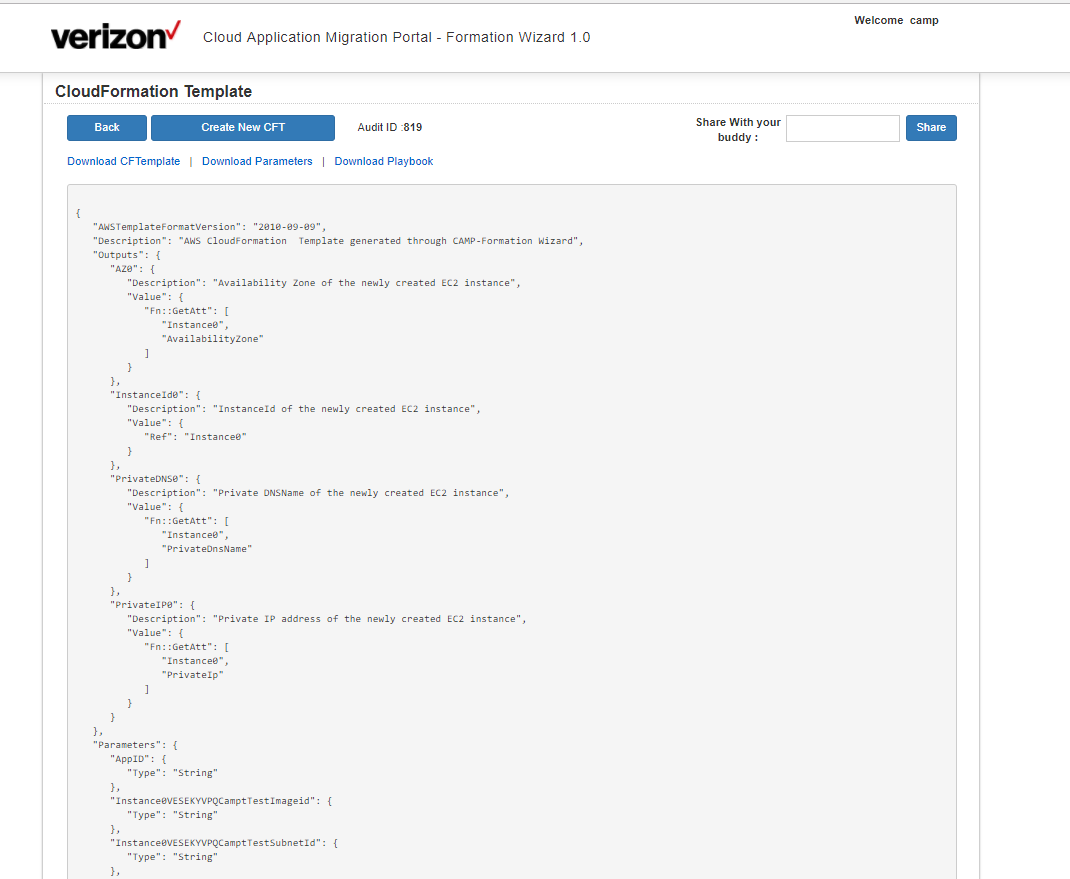 Welcome camp
verizon
Cloud Application Migration Portal - Formation Wizard 1.0
CloudFormation Template
Back
Create New CFT
Audit ID :819
Share With your
buddy :
Share
Download CFTemplate | Download Parameters | Download Playbook
{
"AWSTemplateFormatVersion": "2010-09-09",
"Description": "AWS CloudFormation  Template generated through CAMP-Formation Wizard",
"Outputs": {
"AZ0": {
"Description": "Availability Zone of the newly created EC2 instance",
"Value": {
"Fn::GetAtt": [
"Instance0",
"AvailabilityZone"
]
}
},
"InstanceId0": {
"Description": "InstanceId of the newly created EC2 instance",
"Value": {
"Ref": "Instance0"
}
},
"PrivateDNS0": {
"Description": "Private DNSName of the newly created EC2 instance",
"Value": {
"Fn::GetAtt": [
"Instance0",
"PrivateDnsName"
]
}
},
"PrivateIP0": {
"Description": "Private IP address of the newly created EC2 instance",
"Value": {
"Fn::GetAtt": [
"Instance0",
"PrivateIp"
]
}
}
},
"Parameters": {
"AppID": {
"Type": "String"
},
"Instance0VESEKYVPQCamptTestImageid": {
"Type": "String"
},
"Instance0VESEKYVPQCamptTestSubnetId": {
"Type": "String"
},